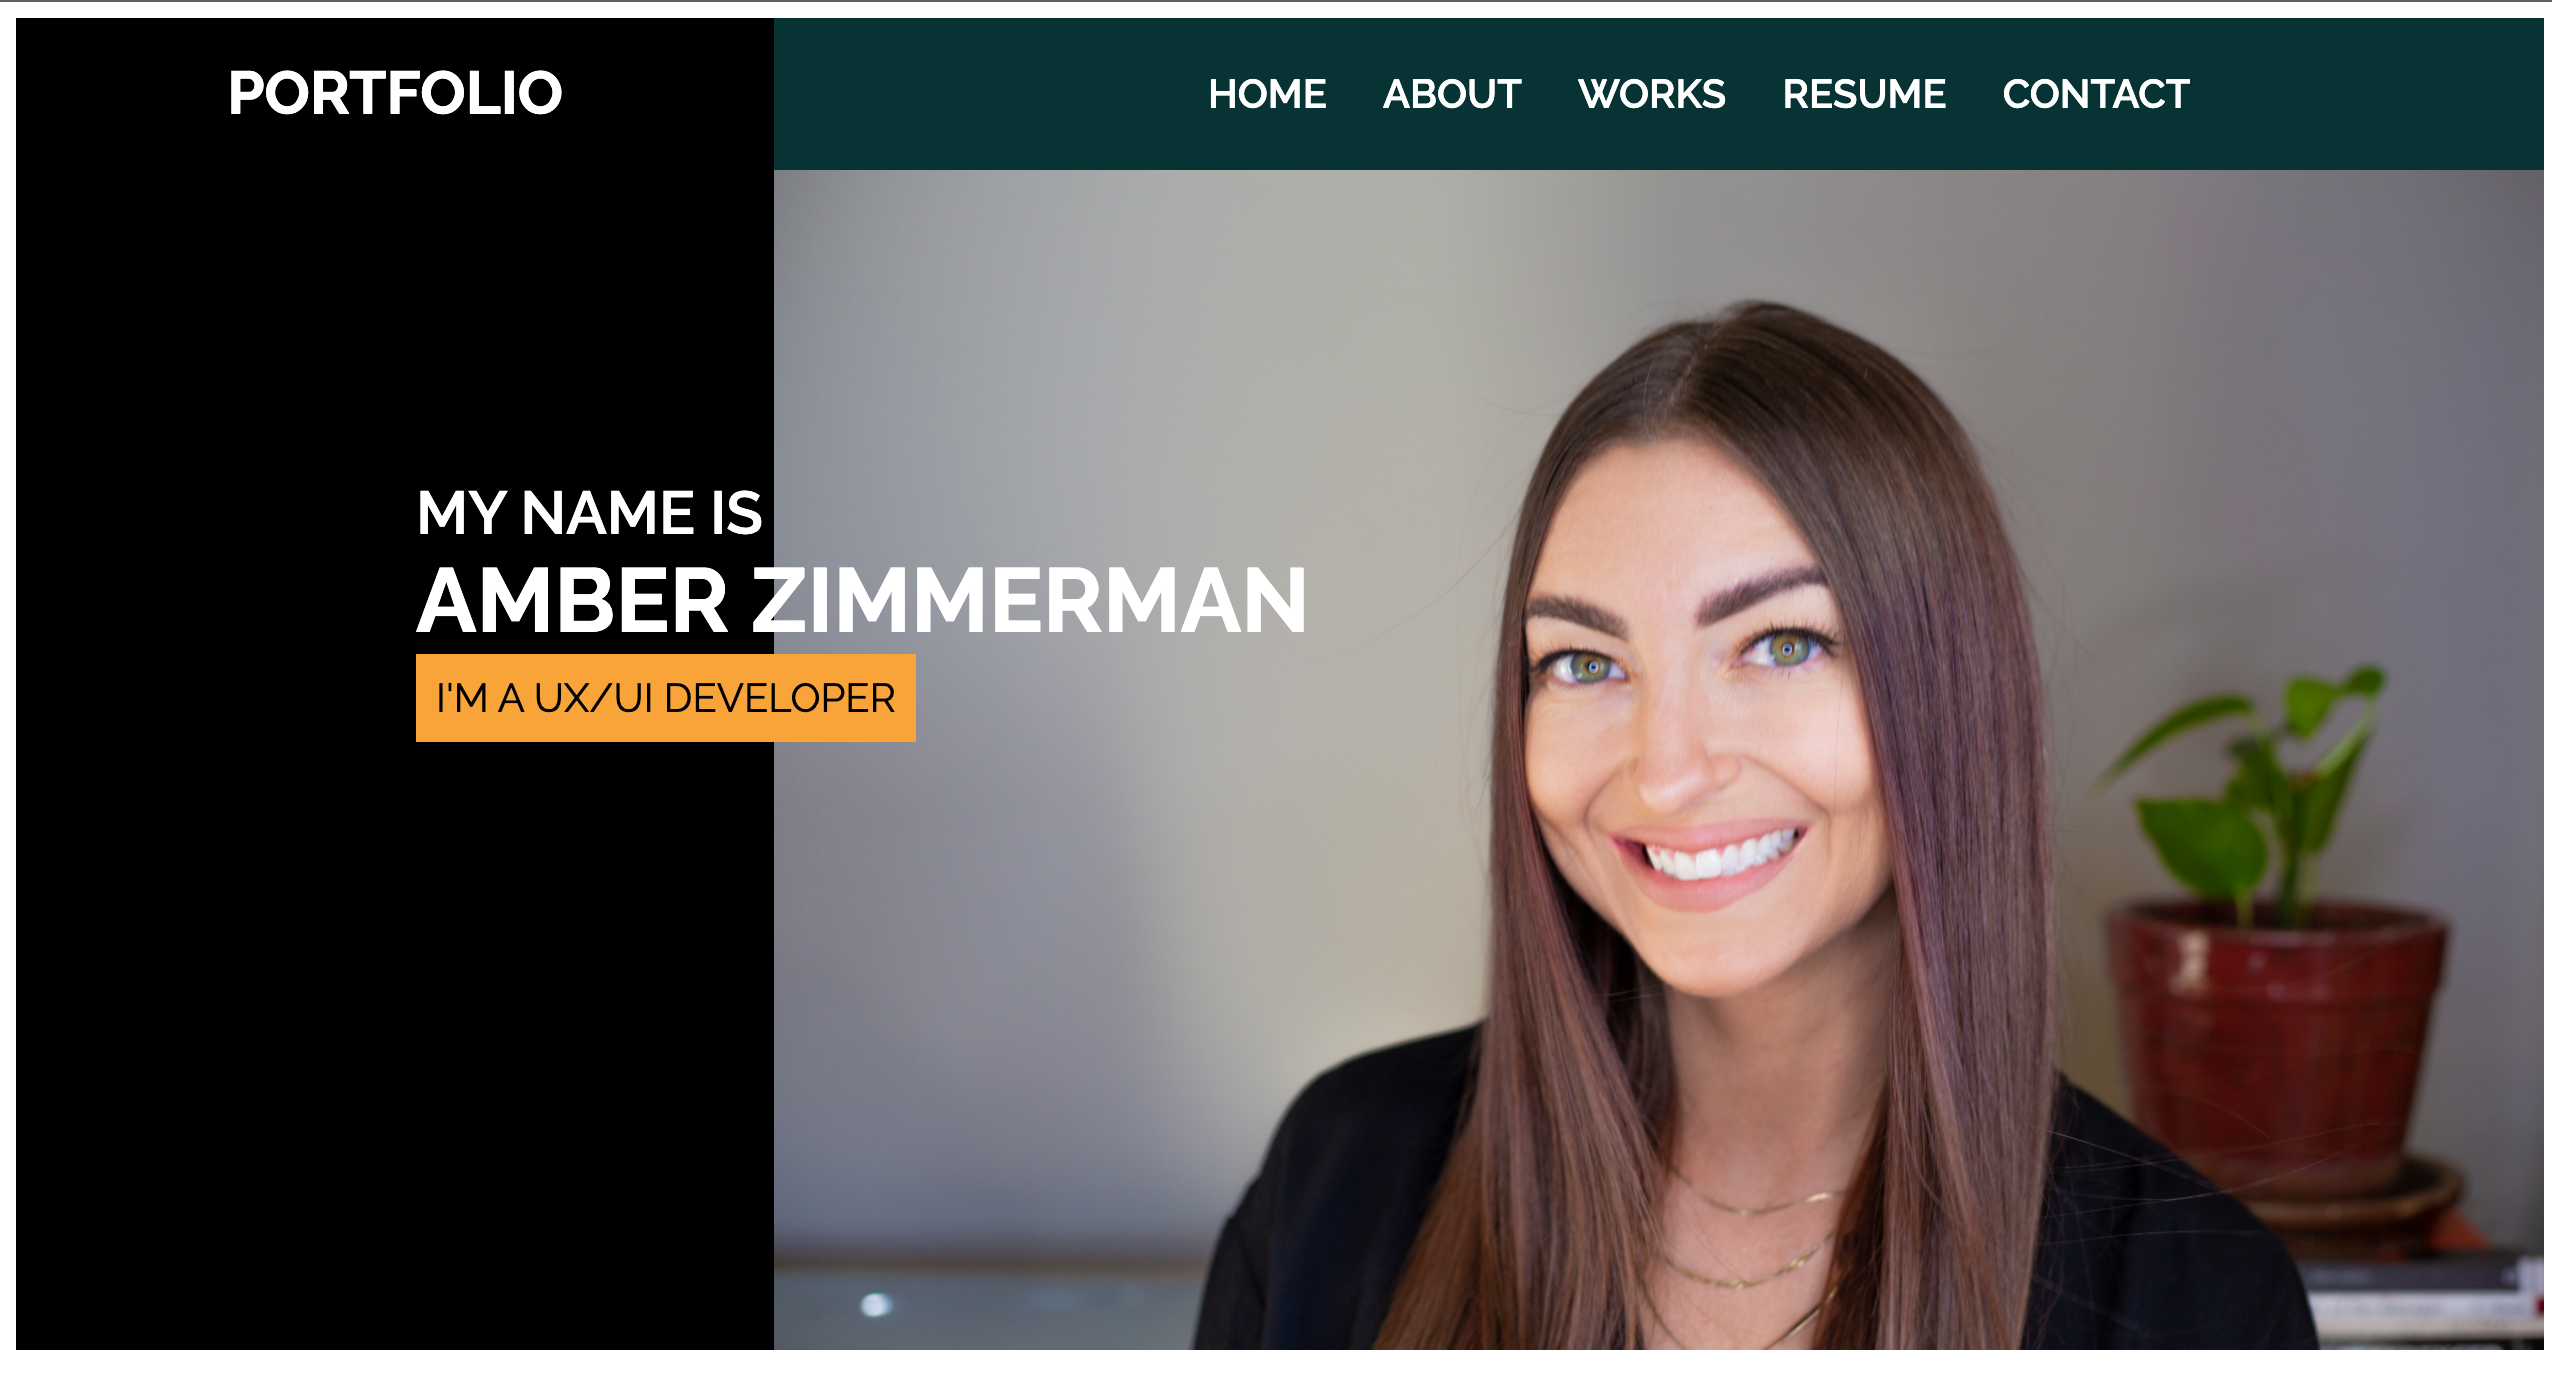 PORTFOLIO
HOME ABOUT WORKS RESUME CONTACT
MY NAME IS
AMBER ZIMMERMAN
I'M A UX/UI DEVELOPER